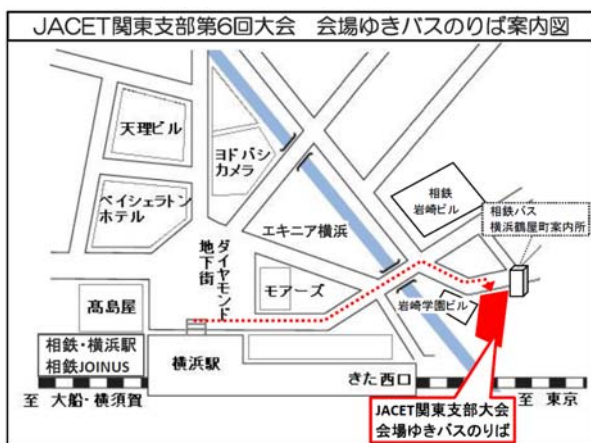 JACET関東支部第6回大会　会場ゆきバスのりば案内図
天理ビル
ヨドバシ
カメラ
相鉄
岩崎ビル
相鉄バス
横浜鶴屋町案内所
ベイシェラトン
ホテル
エキニア横浜
ダイヤモンド
地下街
モアーズ
岩崎学園ビル
髙島屋
相鉄・横浜駅
相鉄JOINUS
横浜駅
きた西口
至 大船・横須賀
至 東京
JACET関東支部大会
会場ゆきバスのりば